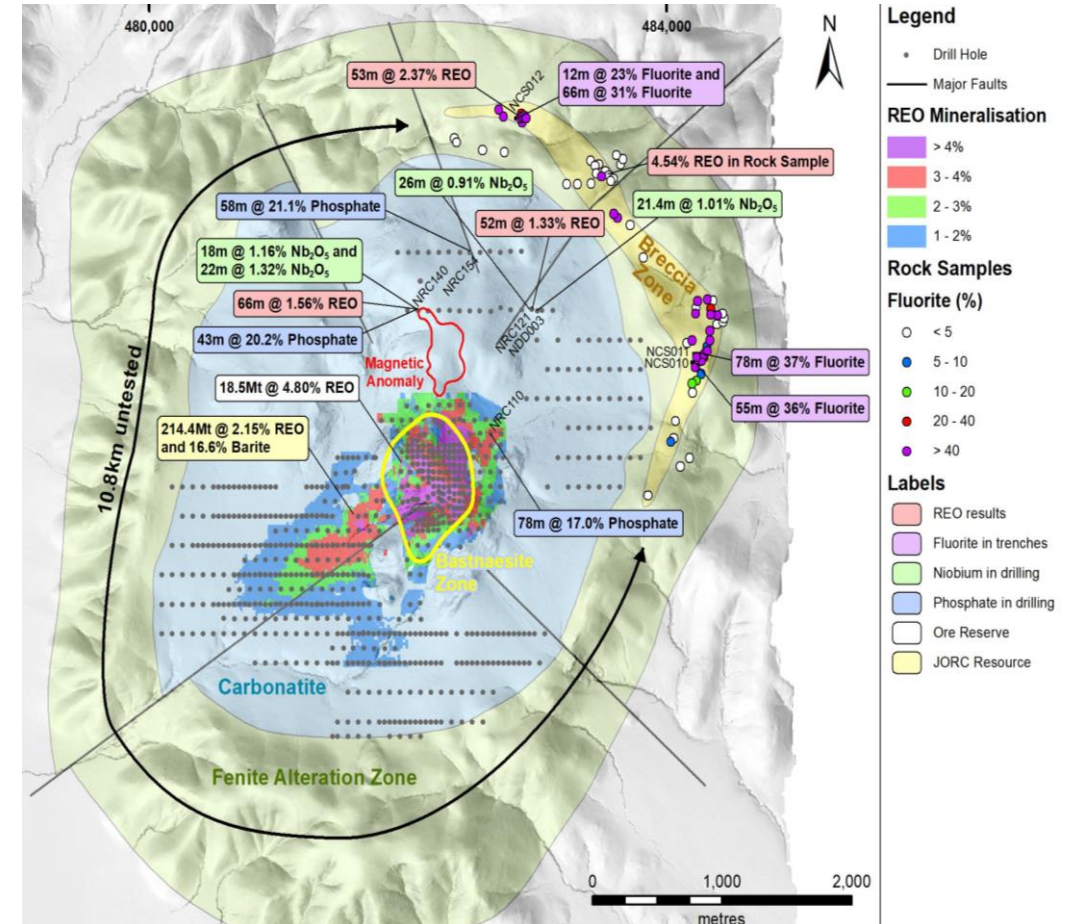 480,000
484,000
N
53m @ 2.37% REO
NCS012
12m @ 23% Fluorite and
66m @ 31% Fluorite
4.54% REO in Rock Sample
26m @ 0.91% Nb₂O₅
58m @ 21.1% Phosphate
52m @ 1.33% REO
21.4m @ 1.01% Nb₂O₅
18m @ 1.16% Nb₂O₅ and
22m @ 1.32% Nb₂O₅
Breccia
Zone
NRC140
NRC154
66m @ 1.56% REO
NRC121
NDD003
43m @ 20.2% Phosphate
Magnetic
Anomaly
NCS011
NCS010
78m @ 37% Fluorite
18.5Mt @ 4.80% REO
55m @ 36% Fluorite
NRC110
214.4Mt @ 2.15% REO
and 16.6% Barite
10.8km untested
78m @ 17.0% Phosphate
Bastnaesite
Zone
Carbonatite
Fenite Alteration Zone
0 1,000 2,000
metres
Legend
Drill Hole
Major Faults
REO Mineralisation
> 4%
3 - 4%
2 - 3%
1 - 2%
Rock Samples
Fluorite (%)
< 5
5 - 10
10 - 20
20 - 40
> 40
Labels
REO results
Fluorite in trenches
Niobium in drilling
Phosphate in drilling
Ore Reserve
JORC Resource